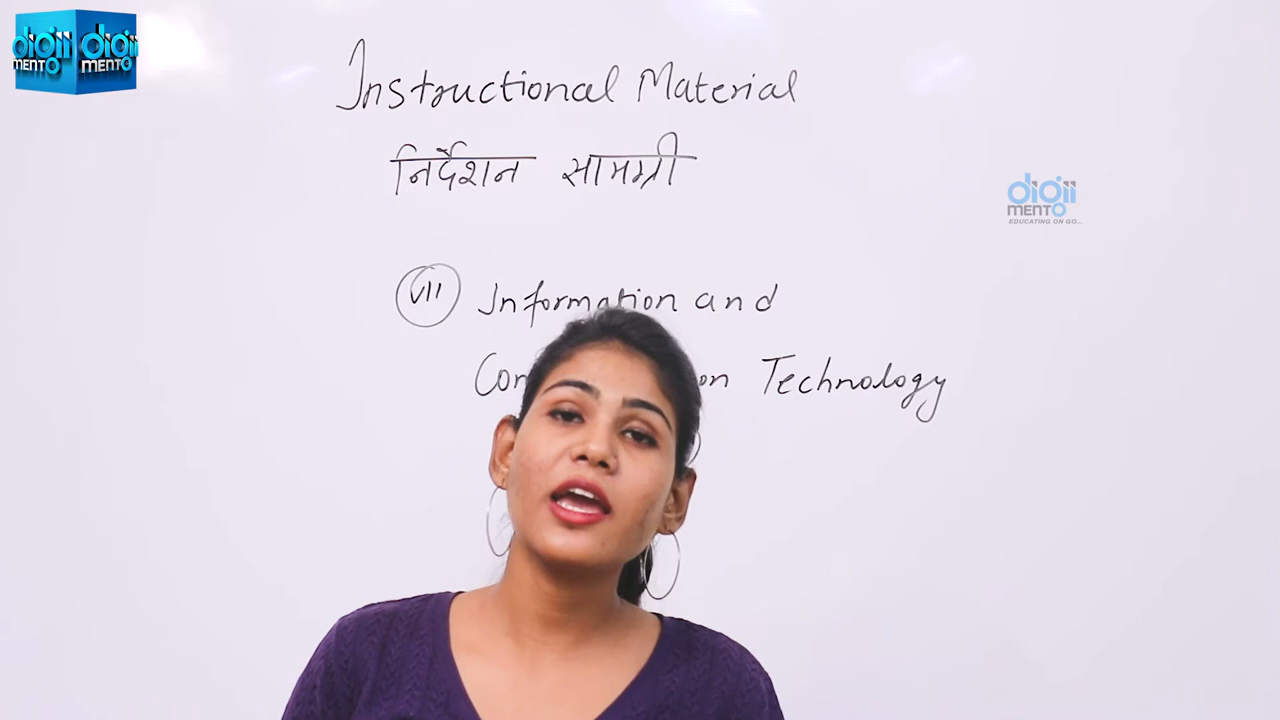 digii digii
MENTO MENTO
Instructional Material
निर्देशन सामग्री
digii
MENTO
EDUCATING ON GO...
VII Information and
Technology